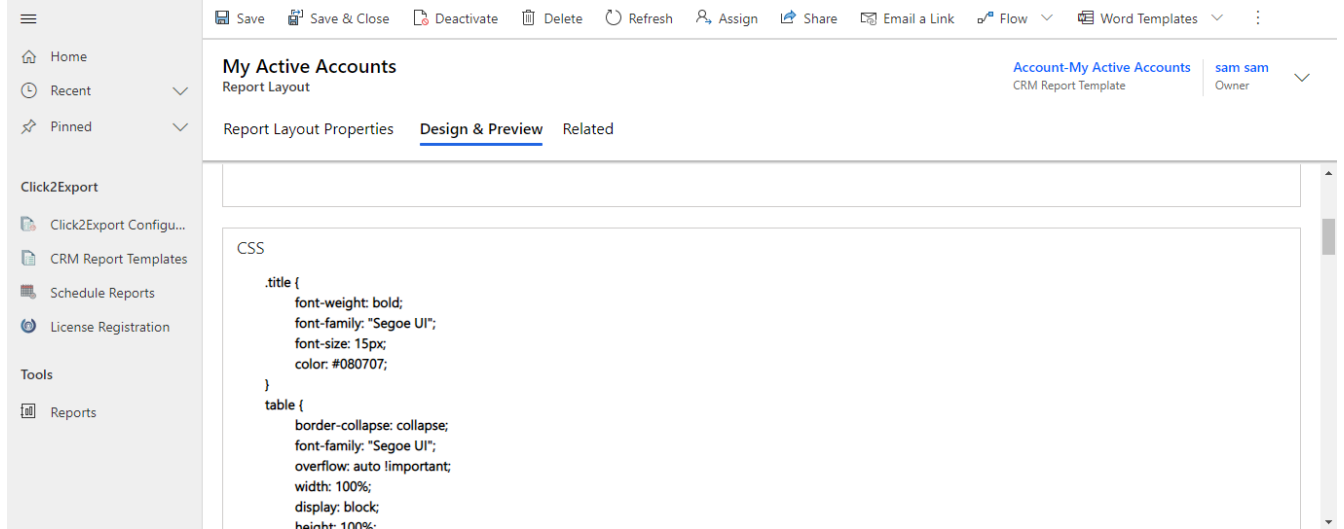 Save Save & Close Deactivate Delete Refresh Assign Share Email a Link Flow Word Templates
Home
Recent
Pinned
Click2Export
Click2Export Configu...
CRM Report Templates
Schedule Reports
License Registration
Tools
Reports
My Active Accounts
Report Layout
Account-My Active Accounts
CRM Report Template
sam sam
Owner
Report Layout Properties Design & Preview Related
CSS
.title {
font-weight: bold;
font-family: "Segoe UI";
font-size: 15px;
color: #080707;
}
table {
border-collapse: collapse;
font-family: "Segoe UI";
overflow: auto !important;
width: 100%;
display: block;
height: 100%;